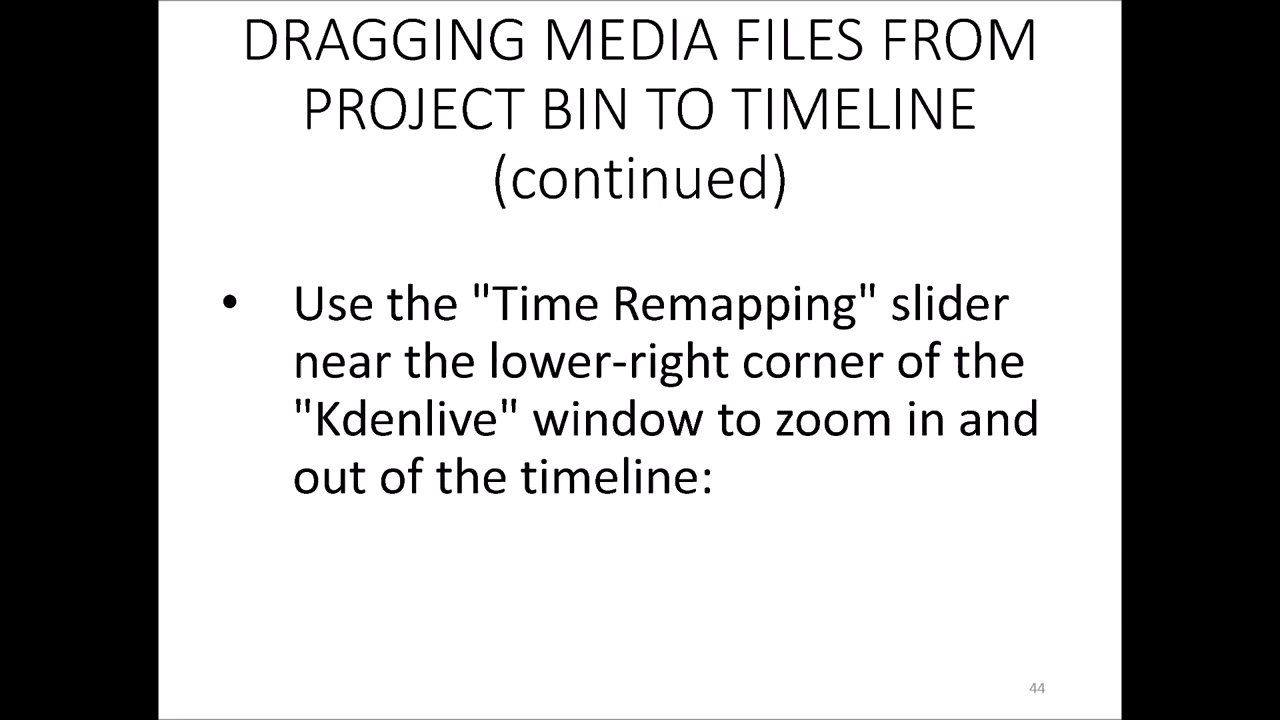 DRAGGING MEDIA FILES FROM
PROJECT BIN TO TIMELINE
(continued)
• Use the "Time Remapping" slider
near the lower-right corner of the
"Kdenlive" window to zoom in and
out of the timeline:
44